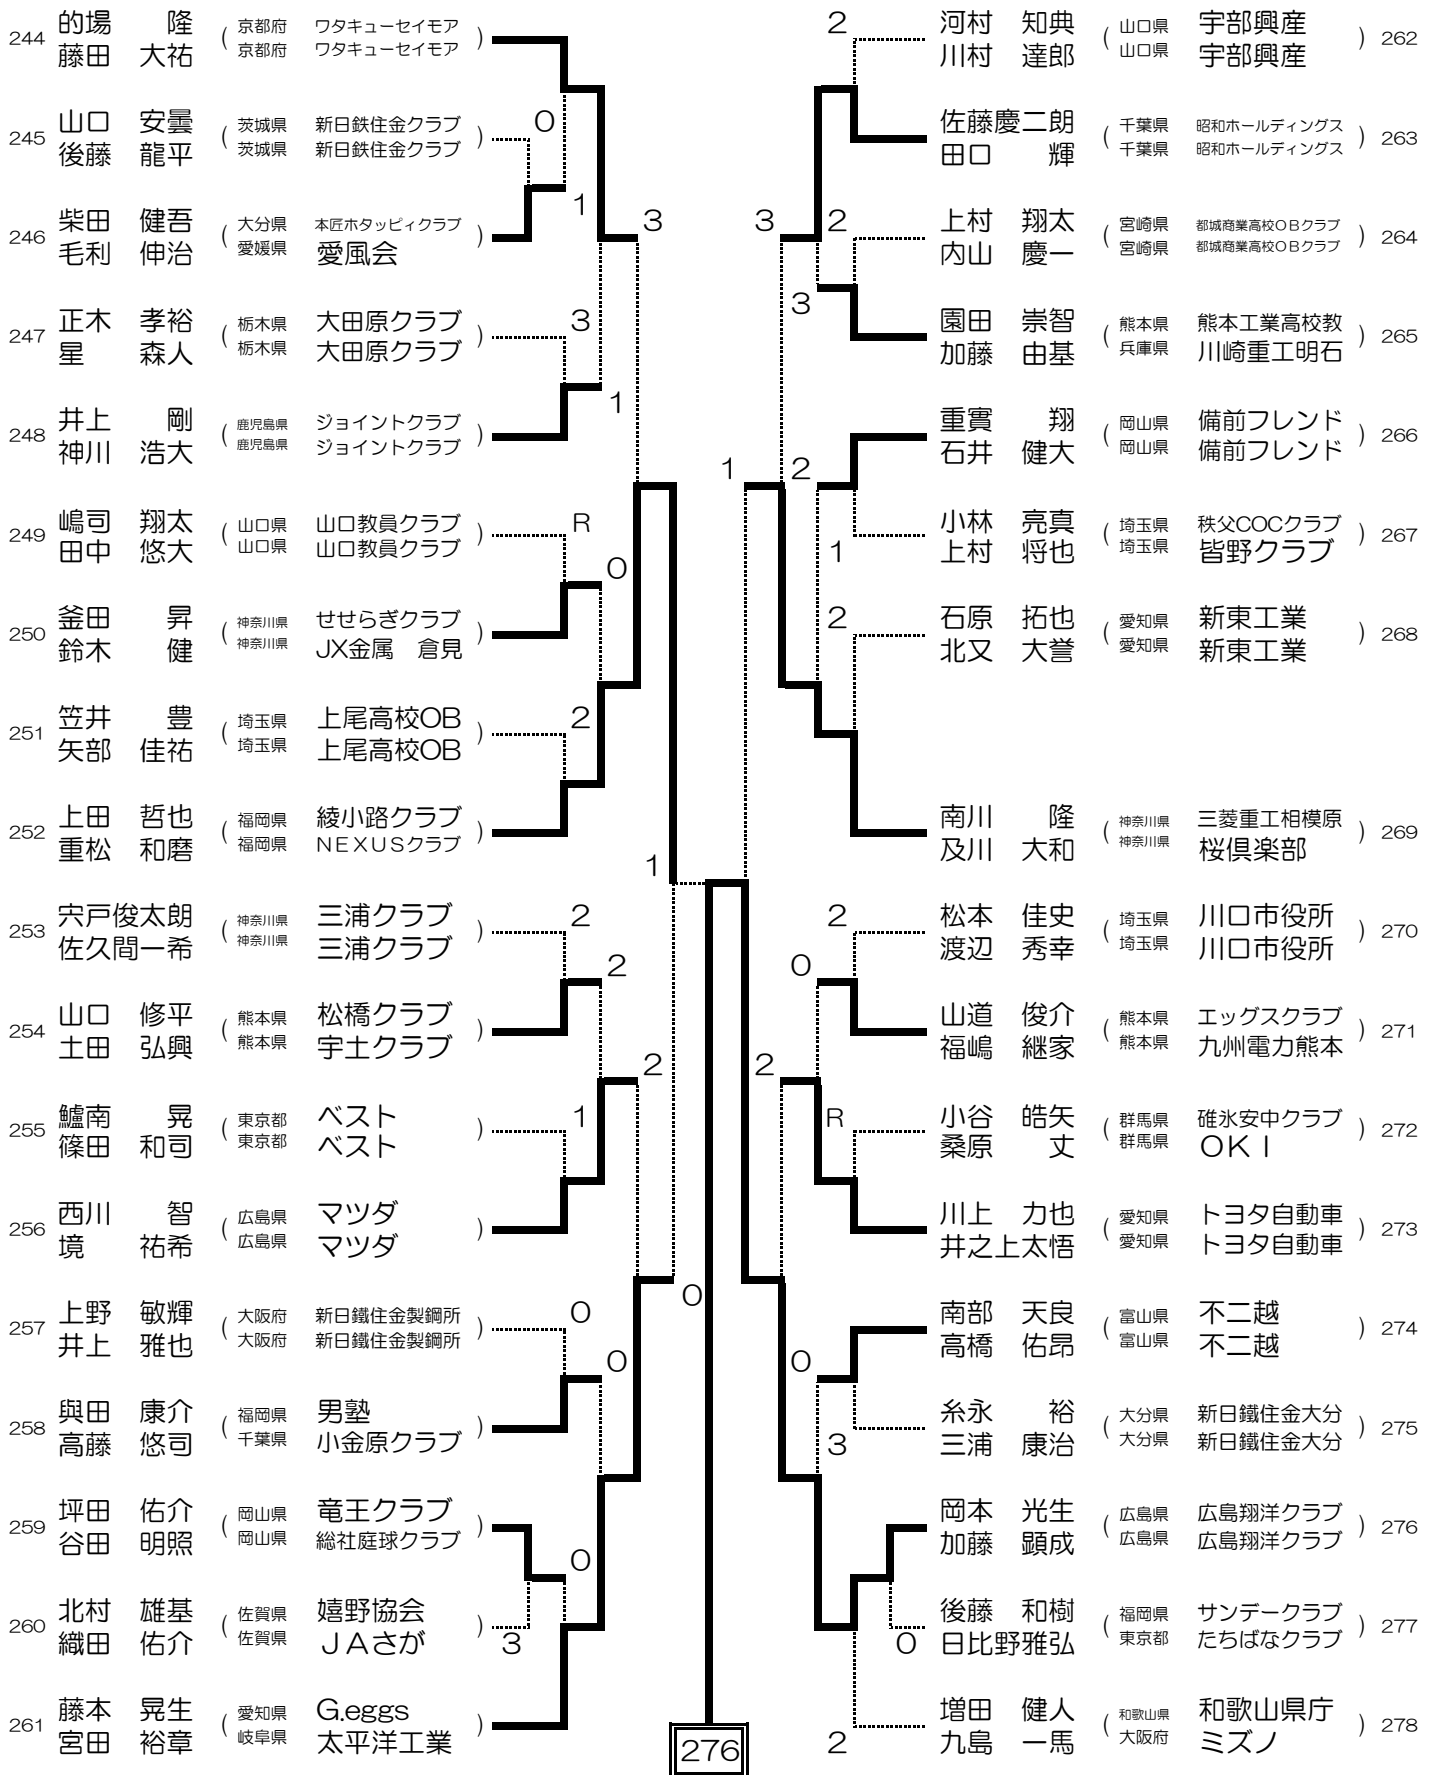 244 的場 隆 ( 京都府 ワタキューセイモア )
藤田 大祐 京都府 ワタキューセイモア
245 山口 安曇 ( 茨城県 新日鉄住金クラブ ) 0
後藤 龍平 茨城県 新日鉄住金クラブ
1
246 柴田 健吾 ( 大分県 本匠ホタッピィクラブ ) 3
毛利 伸治 愛媛県 愛風会
247 正木 孝裕 ( 栃木県 大田原クラブ ) 3
星 森人 栃木県 大田原クラブ
1
248 井上 剛 ( 鹿児島県 ジョイントクラブ )
神川 浩大 鹿児島県 ジョイントクラブ
249 嶋司 翔太 ( 山口県 山口教員クラブ ) R
田中 悠大 山口県 山口教員クラブ
0
250 釜田 昇 ( 神奈川県 せせらぎクラブ )
鈴木 健 神奈川県 JX金属 倉見
251 笠井 豊 ( 埼玉県 上尾高校OB ) 2
矢部 佳祐 埼玉県 上尾高校OB
252 上田 哲也 ( 福岡県 綾小路クラブ )
重松 和磨 福岡県 NEXUSクラブ
1
253 宍戸俊太朗 ( 神奈川県 三浦クラブ ) 2
佐久間一希 神奈川県 三浦クラブ
2
254 山口 修平 ( 熊本県 松橋クラブ )
土田 弘興 熊本県 宇土クラブ
2
255 鱸南 晃 ( 東京都 ベスト ) 1
篠田 和司 東京都 ベスト
256 西川 智 ( 広島県 マツダ )
境 祐希 広島県 マツダ
0
257 上野 敏輝 ( 大阪府 新日鐵住金製鋼所 ) 0
井上 雅也 大阪府 新日鐵住金製鋼所
0
258 與田 康介 ( 福岡県 男塾 )
高藤 悠司 千葉県 小金原クラブ
259 坪田 佑介 ( 岡山県 竜王クラブ )
谷田 明照 岡山県 総社庭球クラブ
0
260 北村 雄基 ( 佐賀県 嬉野協会 ) 3
織田 佑介 佐賀県 JAさが
261 藤本 晃生 ( 愛知県 G.eggs )
宮田 裕章 岐阜県 太平洋工業
276
2 河村 知典 ( 山口県 宇部興産 ) 262
川村 達郎 山口県 宇部興産
佐藤慶二朗 ( 千葉県 昭和ホールディングス ) 263
田口 輝 千葉県 昭和ホールディングス
3 2 上村 翔太 ( 宮崎県 都城商業高校OBクラブ ) 264
内山 慶一 宮崎県 都城商業高校OBクラブ
3
園田 崇智 ( 熊本県 熊本工業高校教 ) 265
加藤 由基 兵庫県 川崎重工明石
重實 翔 ( 岡山県 備前フレンド ) 266
石井 健大 岡山県 備前フレンド
1 2
小林 亮真 ( 埼玉県 秩父COCクラブ ) 267
上村 将也 埼玉県 皆野クラブ
1
2 石原 拓也 ( 愛知県 新東工業 ) 268
北又 大誉 愛知県 新東工業
南川 隆 ( 神奈川県 三菱重工相模原 ) 269
及川 大和 神奈川県 桜倶楽部
2 松本 佳史 ( 埼玉県 川口市役所 ) 270
渡辺 秀幸 埼玉県 川口市役所
0
山道 俊介 ( 熊本県 エッグスクラブ ) 271
福嶋 継家 熊本県 九州電力熊本
2
R 小谷 皓矢 ( 群馬県 碓氷安中クラブ ) 272
桑原 丈 群馬県 OKI
川上 力也 ( 愛知県 トヨタ自動車 ) 273
井之上太悟 愛知県 トヨタ自動車
南部 天良 ( 富山県 不二越 ) 274
高橋 佑昂 富山県 不二越
0
糸永 裕 ( 大分県 新日鐵住金大分 ) 275
三浦 康治 大分県 新日鐵住金大分
3
岡本 光生 ( 広島県 広島翔洋クラブ ) 276
加藤 顕成 広島県 広島翔洋クラブ
後藤 和樹 ( 福岡県 サンデークラブ ) 277
0 日比野雅弘 東京都 たちばなクラブ
増田 健人 ( 和歌山県 和歌山県庁 ) 278
2 九島 一馬 大阪府 ミズノ